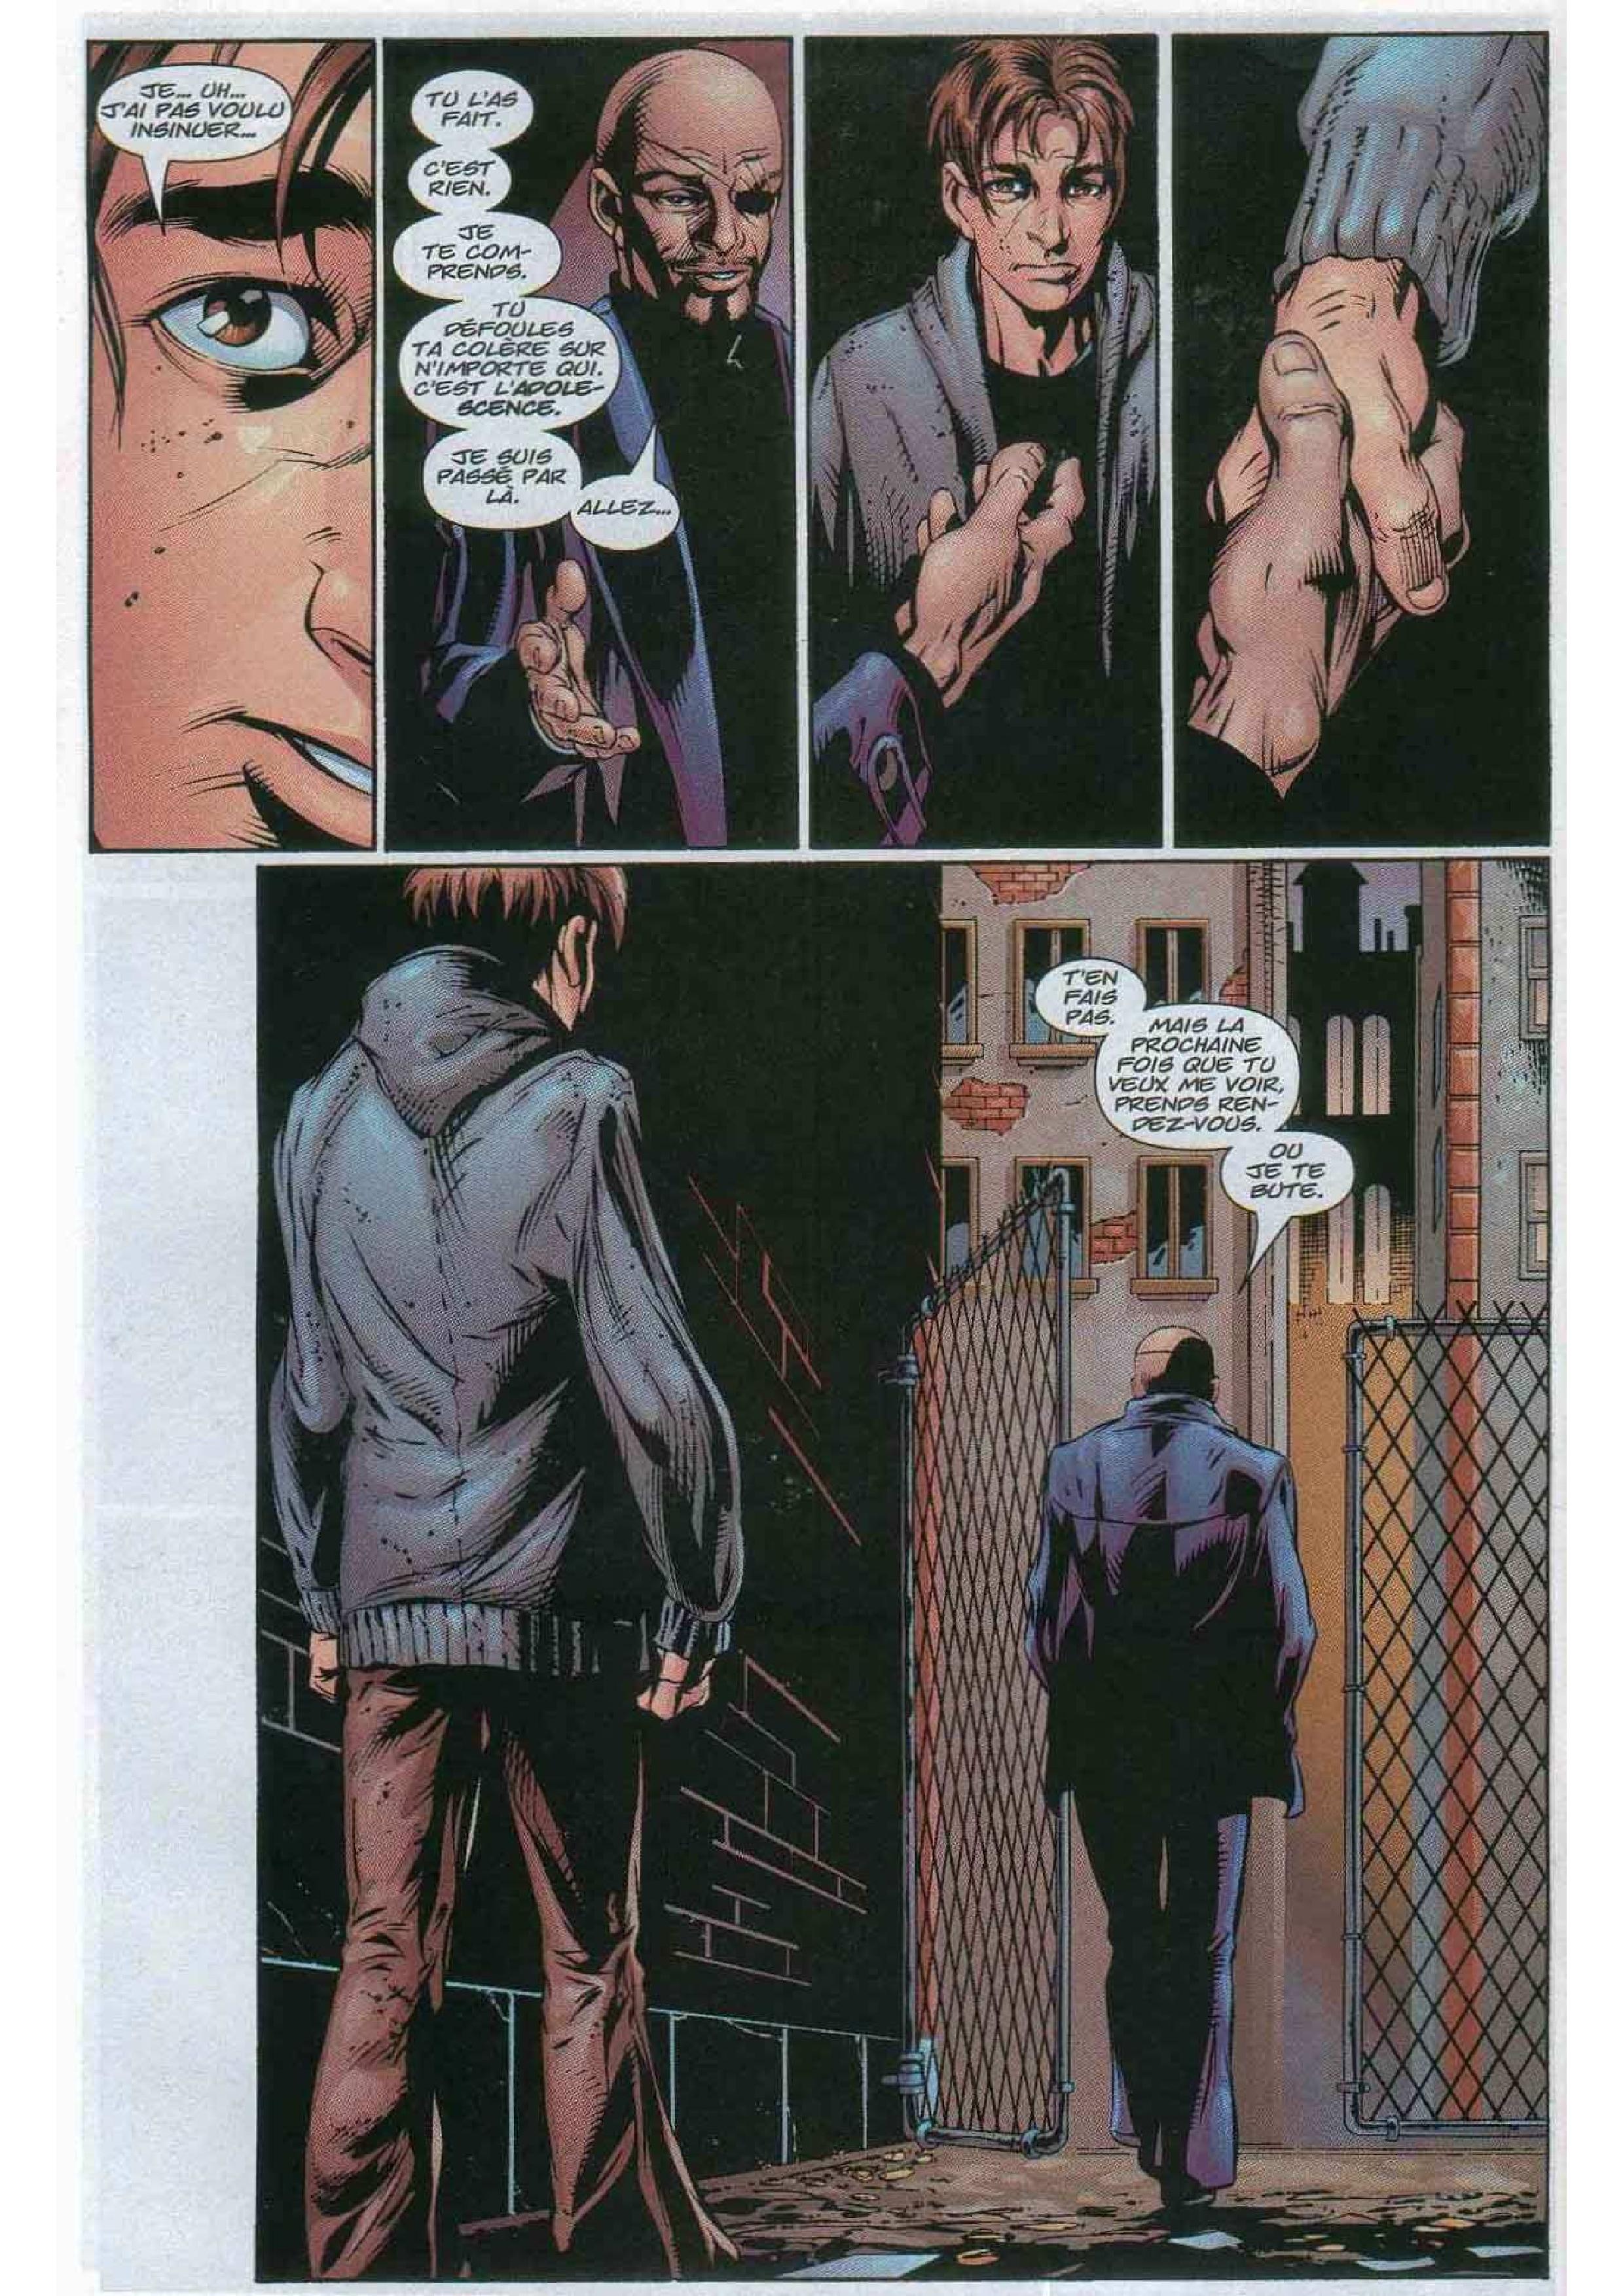 JE... UH...
J'AI PAS VOULU
INSINUER...
TU L'AS
FAIT.
C'EST
RIEN.
JE
TE COM-
PRENDS.
TU
DÉFOULES
TA COLÈRE SUR
N'IMPORTE QUI.
C'EST L'ADOLE-
SCENCE.
JE SUIS
PASSÉ PAR
LÀ.
ALLEZ...
T'EN
FAIS
PAS.
MAIS LA
PROCHAINE
FOIS QUE TU
VEUX ME VOIR,
PRENDS REN-
DEZ-VOUS.
OU
JE TE
BUTE.